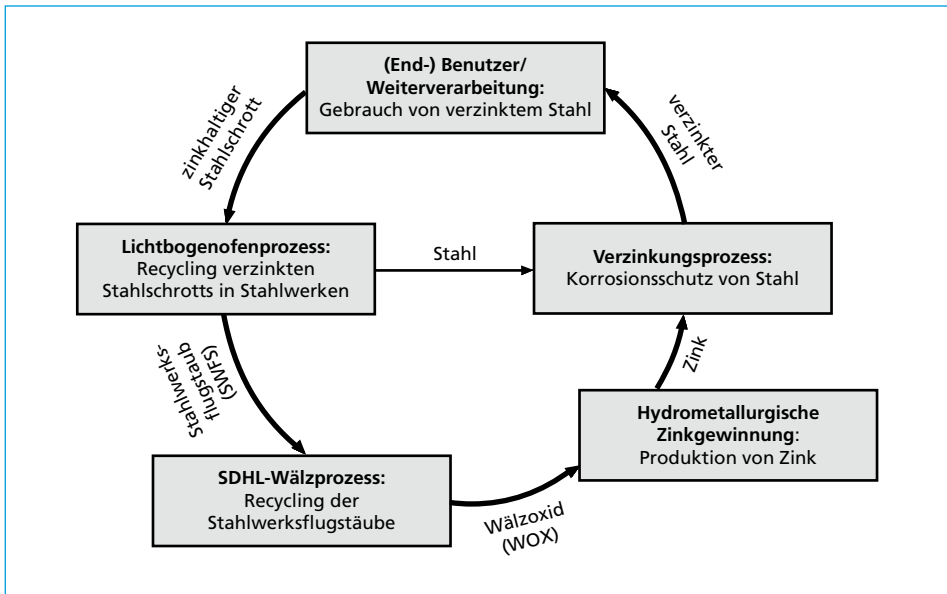 (End-) Benutzer/
Weiterverarbeitung:
Gebrauch von verzinktem Stahl
zinkhaltiger
Stahlschrott
verzinkter
Stahl
Lichtbogenofenprozess:
Recycling verzinkten
Stahlschrotts in Stahlwerken
Stahl
Verzinkungsprozess:
Korrosionsschutz von Stahl
Stahlwerks-
flugstaub
(SWFS)
Zink
Hydrometallurgische
Zinkgewinnung:
Produktion von Zink
SDHL-Wälzprozess:
Recycling der
Stahlwerksflugstäube
Wälzoxid
(WOX)